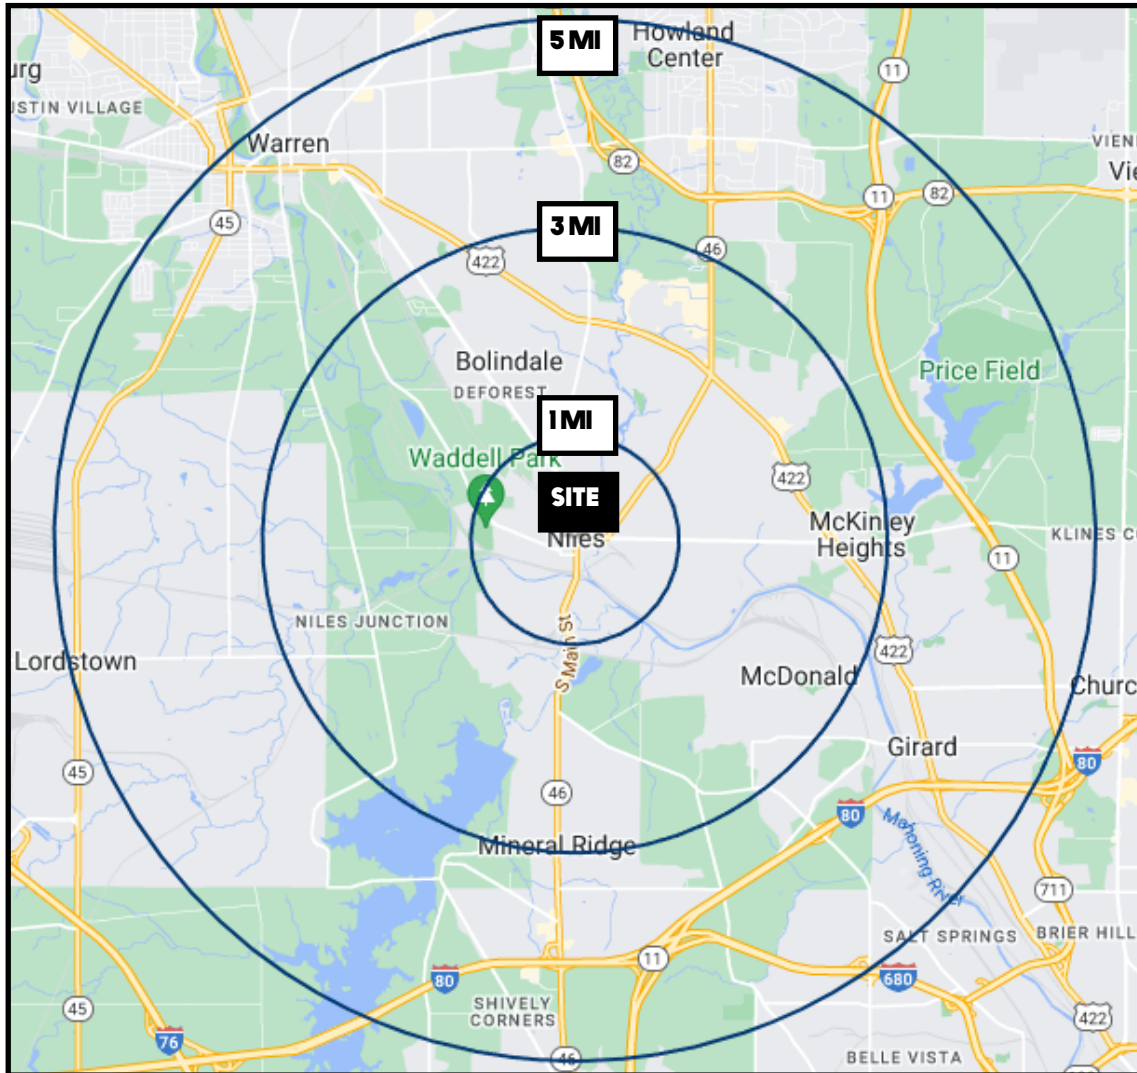 5 MI
Howland
Center
11
urg
USTIN VILLAGE
Warren
VIEN
82
Vie
11
82
45
3 MI
46
422
Bolindale
DEFOREST
Price Field
1 MI
Waddell Park
422
SITE
McKinley
Heights
Niles
KLINES C
11
NILES JUNCTION
S Main St
422
Lordstown
McDonald
Churc
Girard
45
80
46
80
Mineral Ridge
Mahoning
River
711
SALT SPRINGS
BRIER HILL
11
80
680
45
SHIVELY
CORNERS
422
76
46
BELLE VISTA